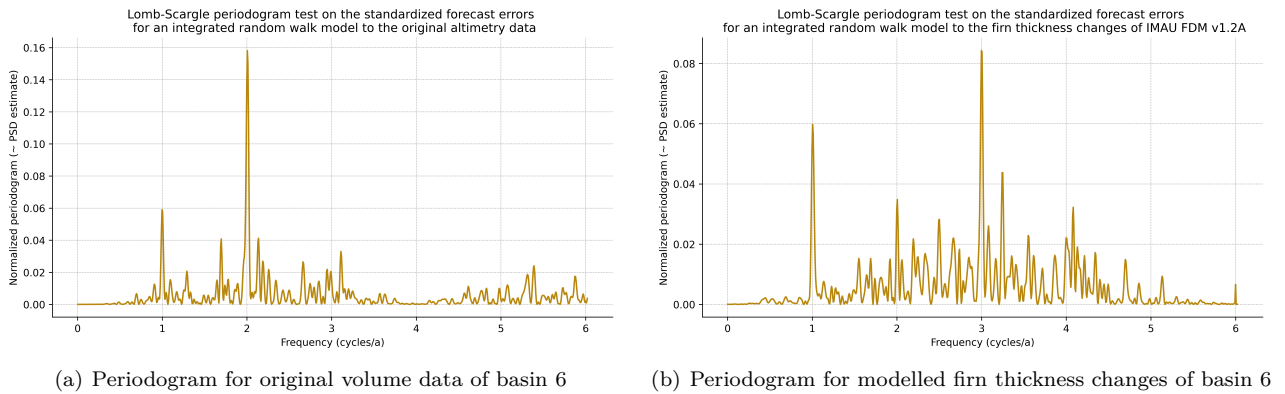 Lomb-Scargle periodogram test on the standardized forecast errors
for an integrated random walk model to the original altimetry data
Normalized periodogram (~ PSD estimate)
0.16
0.14
0.12
0.10
0.08
0.06
0.04
0.02
0.00
0 1 2 3 4 5 6
Frequency (cycles/a)
(a) Periodogram for original volume data of basin 6
Lomb-Scargle periodogram test on the standardized forecast errors
for an integrated random walk model to the firn thickness changes of IMAU FDM v1.2A
Normalized periodogram (~ PSD estimate)
0.08
0.06
0.04
0.02
0.00
0 1 2 3 4 5 6
Frequency (cycles/a)
(b) Periodogram for modelled firn thickness changes of basin 6